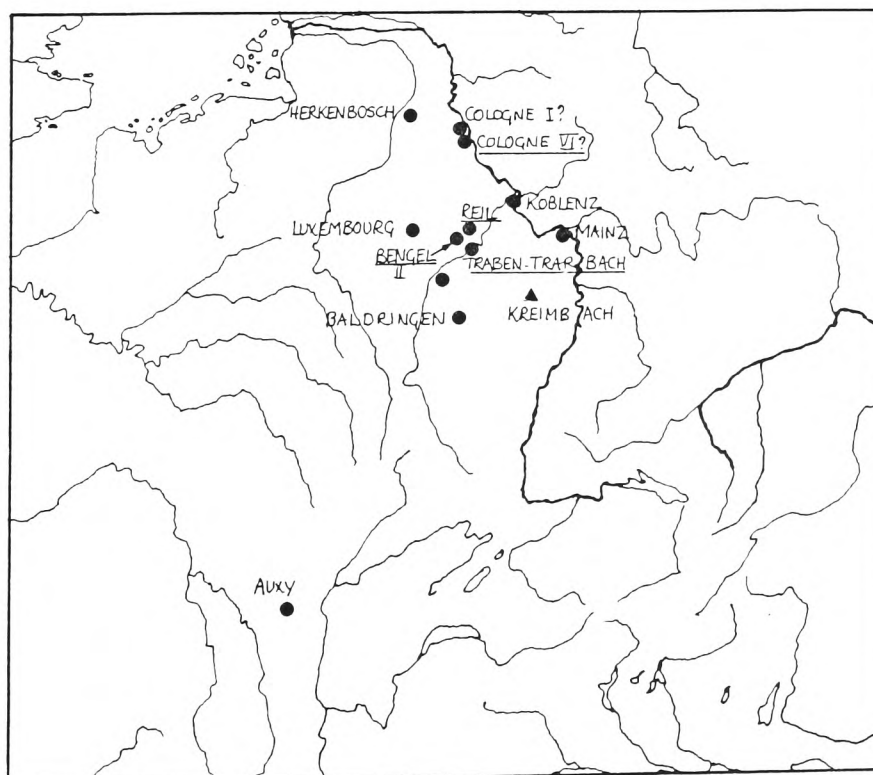 HERKENBOSCH
COLOGNE I?
COLOGNE VI?
KOBLENZ
REIL
LUXEMBOURG
MAINZ
BENGEL
II
TRABEN-TRARBACH
KREIMBACH
BALDRINGEN
AUXY